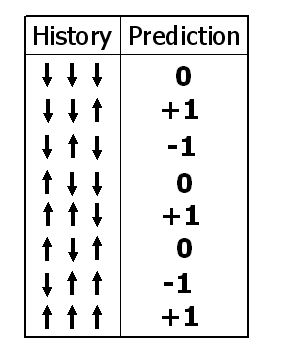 History Prediction
↓ ↓ ↓ 0
↓ ↓ ↑ +1
↓ ↑ ↓ -1
↑ ↓ ↓ 0
↑ ↑ ↓ +1
↑ ↓ ↑ 0
↓ ↑ ↑ -1
↑ ↑ ↑ +1